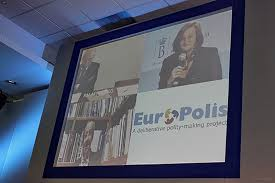 B
EuroPolis
A deliberative polity-making project